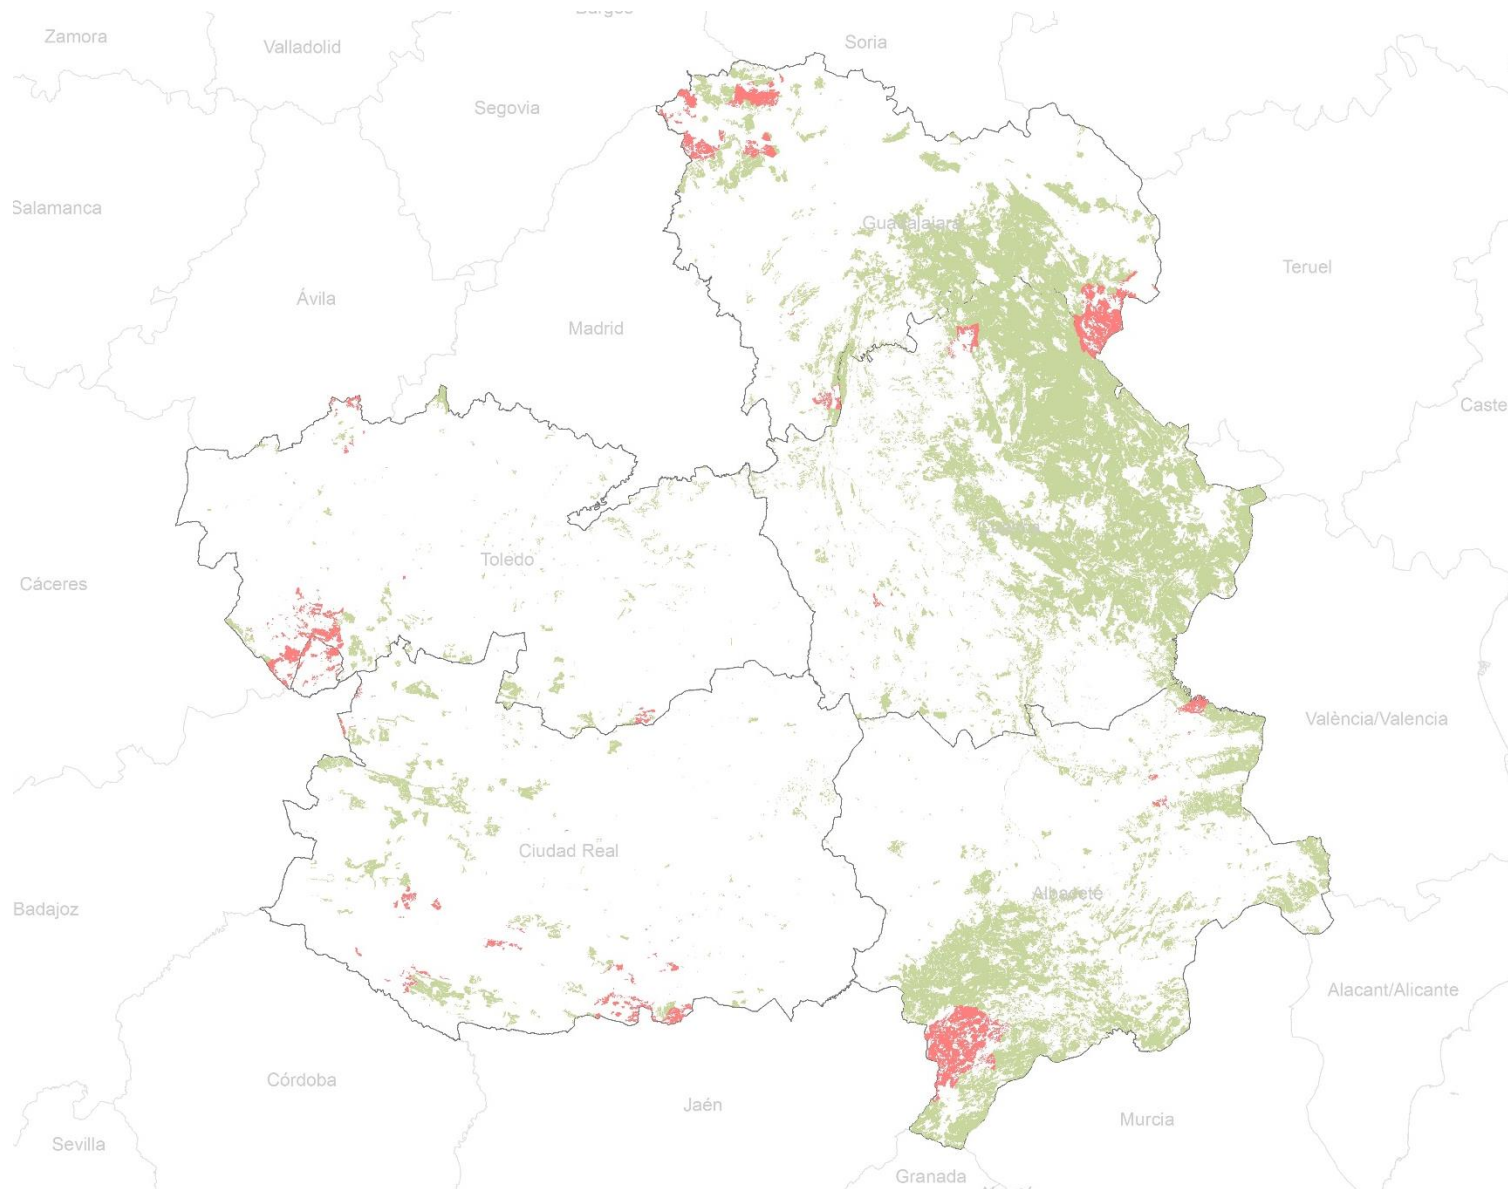 Zamora
Valladolid
Soria
Segovia
Salamanca
Guadalajara
Teruel
Ávila
Madrid
Caste
Toledo
Cáceres
València/Valencia
Ciudad Real
Albacete
Badajoz
Alacant/Alicante
Córdoba
Jaén
Murcia
Sevilla
Granada